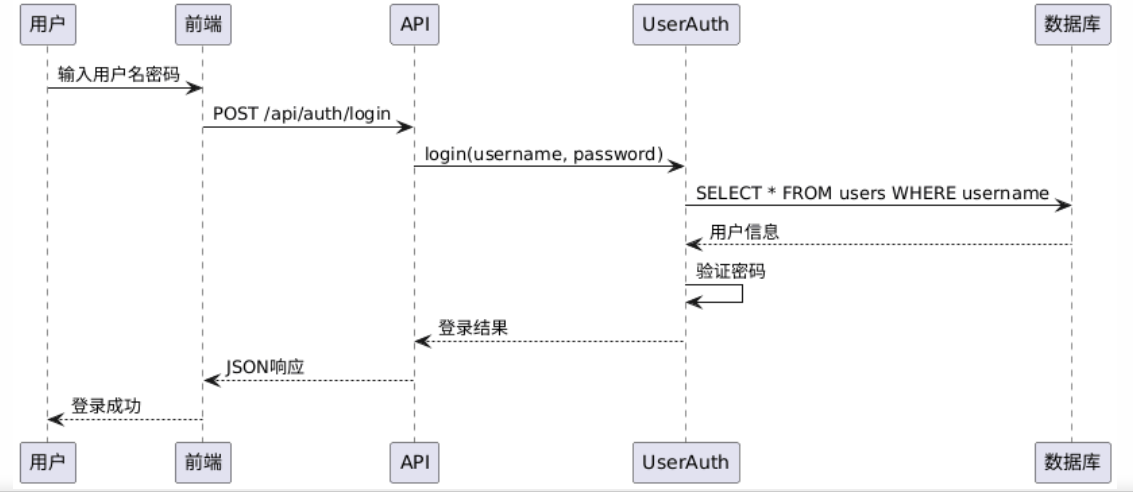 用户 前端 API UserAuth 数据库
输入用户名密码
POST /api/auth/login
login(username, password)
SELECT * FROM users WHERE username
用户信息
验证密码
登录结果
JSON响应
登录成功
用户 前端 API UserAuth 数据库